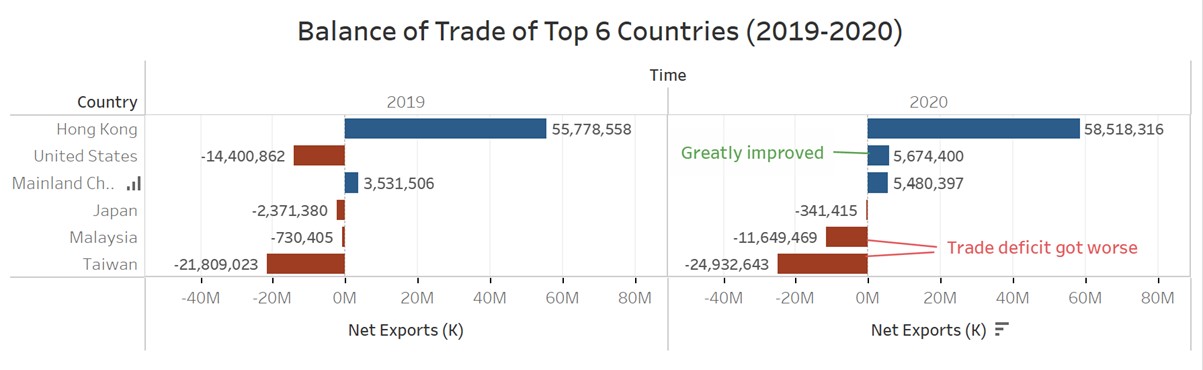 Balance of Trade of Top 6 Countries (2019-2020)
Time
Country 2019 2020
Hong Kong 55,778,558 58,518,316
United States -14,400,862 Greatly improved 5,674,400
Mainland Ch.. 3,531,506 5,480,397
Japan -2,371,380 -341,415
Malaysia -730,405 -11,649,469 Trade deficit got worse
Taiwan -21,809,023 -24,932,643
-40M -20M 0M 20M 40M 60M 80M -40M -20M 0M 20M 40M 60M 80M
Net Exports (K) Net Exports (K)